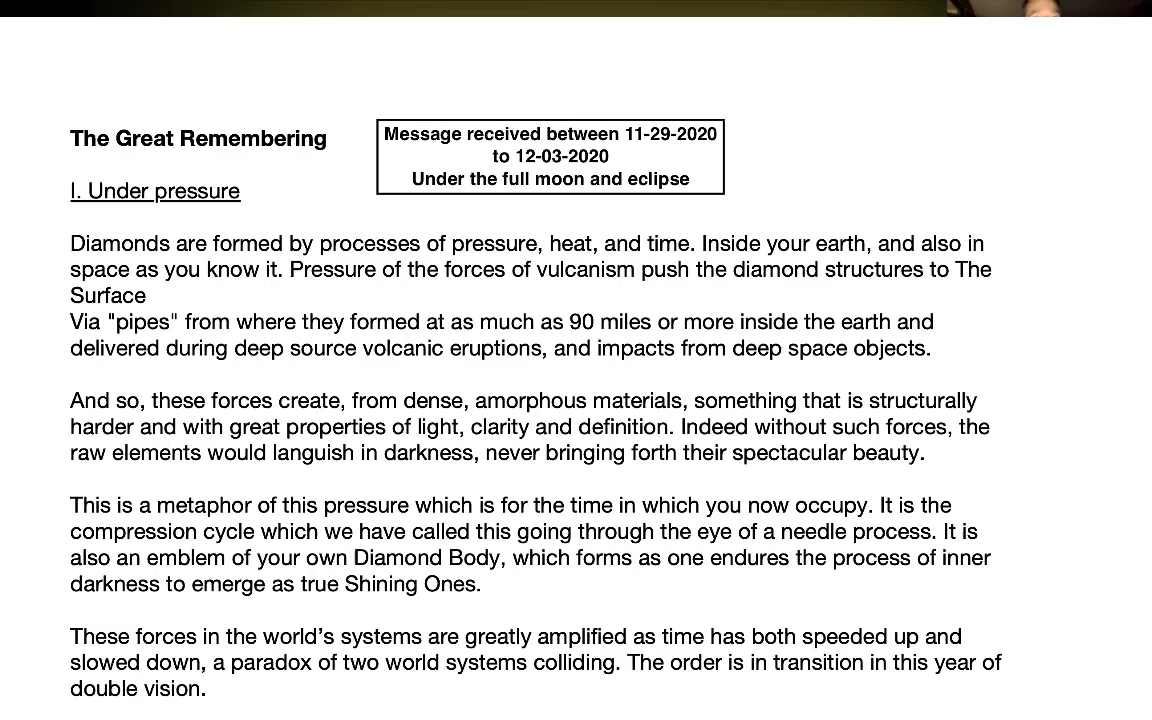 The Great Remembering
Message received between 11-29-2020
to 12-03-2020
Under the full moon and eclipse
I. Under pressure
Diamonds are formed by processes of pressure, heat, and time. Inside your earth, and also in
space as you know it. Pressure of the forces of vulcanism push the diamond structures to The
Surface
Via "pipes" from where they formed at as much as 90 miles or more inside the earth and
delivered during deep source volcanic eruptions, and impacts from deep space objects.
And so, these forces create, from dense, amorphous materials, something that is structurally
harder and with great properties of light, clarity and definition. Indeed without such forces, the
raw elements would languish in darkness, never bringing forth their spectacular beauty.
This is a metaphor of this pressure which is for the time in which you now occupy. It is the
compression cycle which we have called this going through the eye of a needle process. It is
also an emblem of your own Diamond Body, which forms as one endures the process of inner
darkness to emerge as true Shining Ones.
These forces in the world’s systems are greatly amplified as time has both speeded up and
slowed down, a paradox of two world systems colliding. The order is in transition in this year of
double vision.